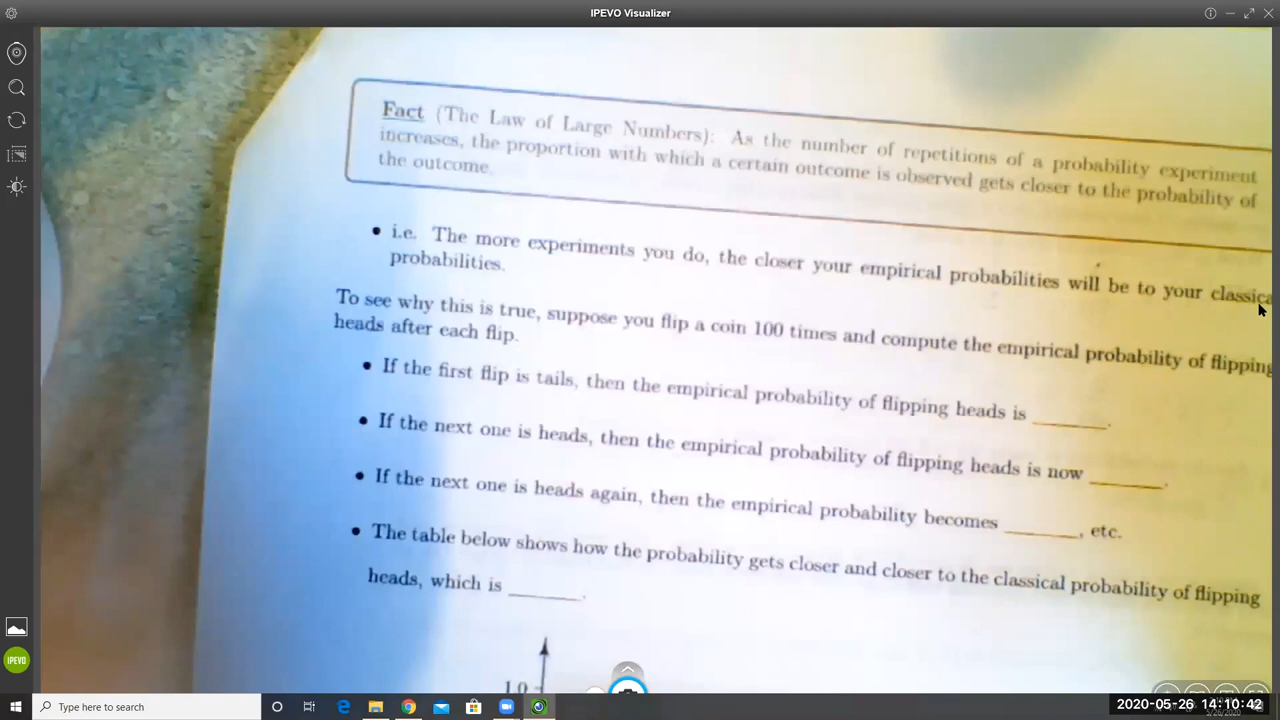 IPEVO Visualizer
Fact (The Law of Large Numbers): As the number of repetitions of a probability experiment
increases, the proportion with which a certain outcome is observed gets closer to the probability of
the outcome.
• i.e. The more experiments you do, the closer your empirical probabilities will be to your classica
probabilities.
To see why this is true, suppose you flip a coin 100 times and compute the empirical probability of flipping
heads after each flip.
• If the first flip is tails, then the empirical probability of flipping heads is ______.
• If the next one is heads, then the empirical probability of flipping heads is now ______.
• If the next one is heads again, then the empirical probability becomes ______, etc.
• The table below shows how the probability gets closer and closer to the classical probability of flipping
heads, which is ______.
1.0
IPEVO
Type here to search
2020-05-26 14:10:42